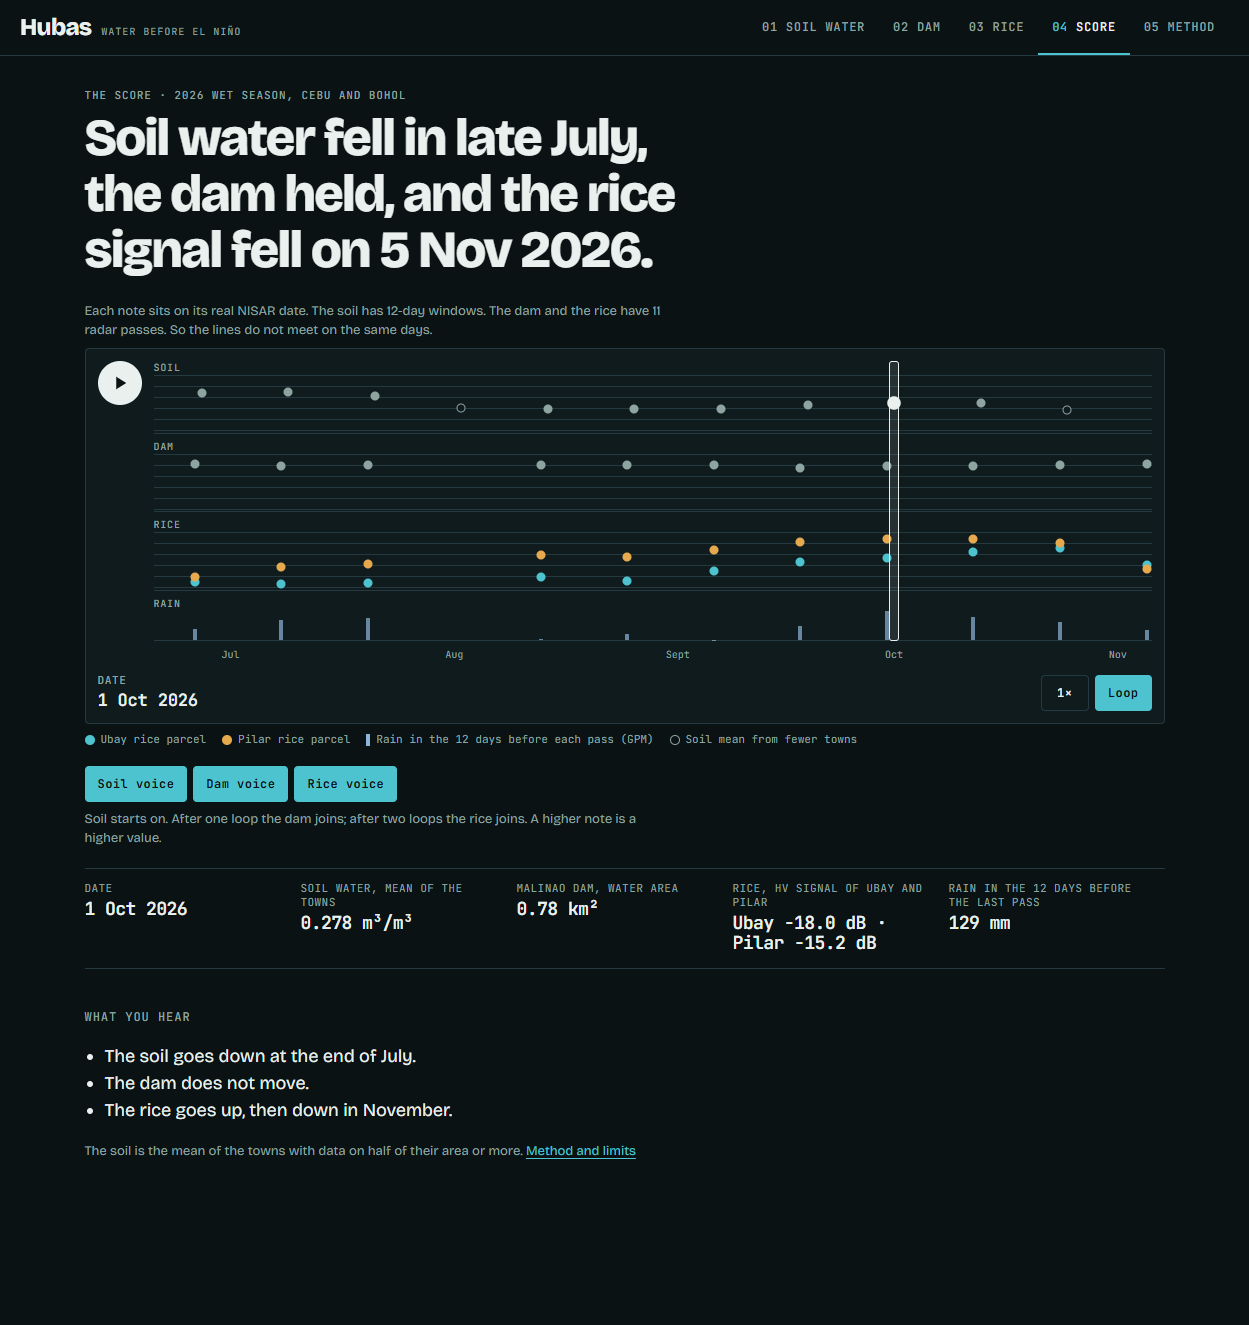 Hubas WATER BEFORE EL NIÑO
01 SOIL WATER 02 DAM 03 RICE 04 SCORE 05 METHOD
THE SCORE · 2026 WET SEASON, CEBU AND BOHOL
Soil water fell in late July,
the dam held, and the rice
signal fell on 5 Nov 2026.
Each note sits on its real NISAR date. The soil has 12-day windows. The dam and the rice have 11
radar passes. So the lines do not meet on the same days.
SOIL
DAM
RICE
RAIN
Jul Aug Sept Oct Nov
DATE
1 Oct 2026
1× Loop
Ubay rice parcel Pilar rice parcel Rain in the 12 days before each pass (GPM) Soil mean from fewer towns
Soil voice Dam voice Rice voice
Soil starts on. After one loop the dam joins; after two loops the rice joins. A higher note is a
higher value.
DATE
1 Oct 2026
SOIL WATER, MEAN OF THE
TOWNS
0.278 m³/m³
MALINAO DAM, WATER AREA
0.78 km²
RICE, HV SIGNAL OF UBAY AND
PILAR
Ubay -18.0 dB ·
Pilar -15.2 dB
RAIN IN THE 12 DAYS BEFORE
THE LAST PASS
129 mm
WHAT YOU HEAR
• The soil goes down at the end of July.
• The dam does not move.
• The rice goes up, then down in November.
The soil is the mean of the towns with data on half of their area or more. Method and limits